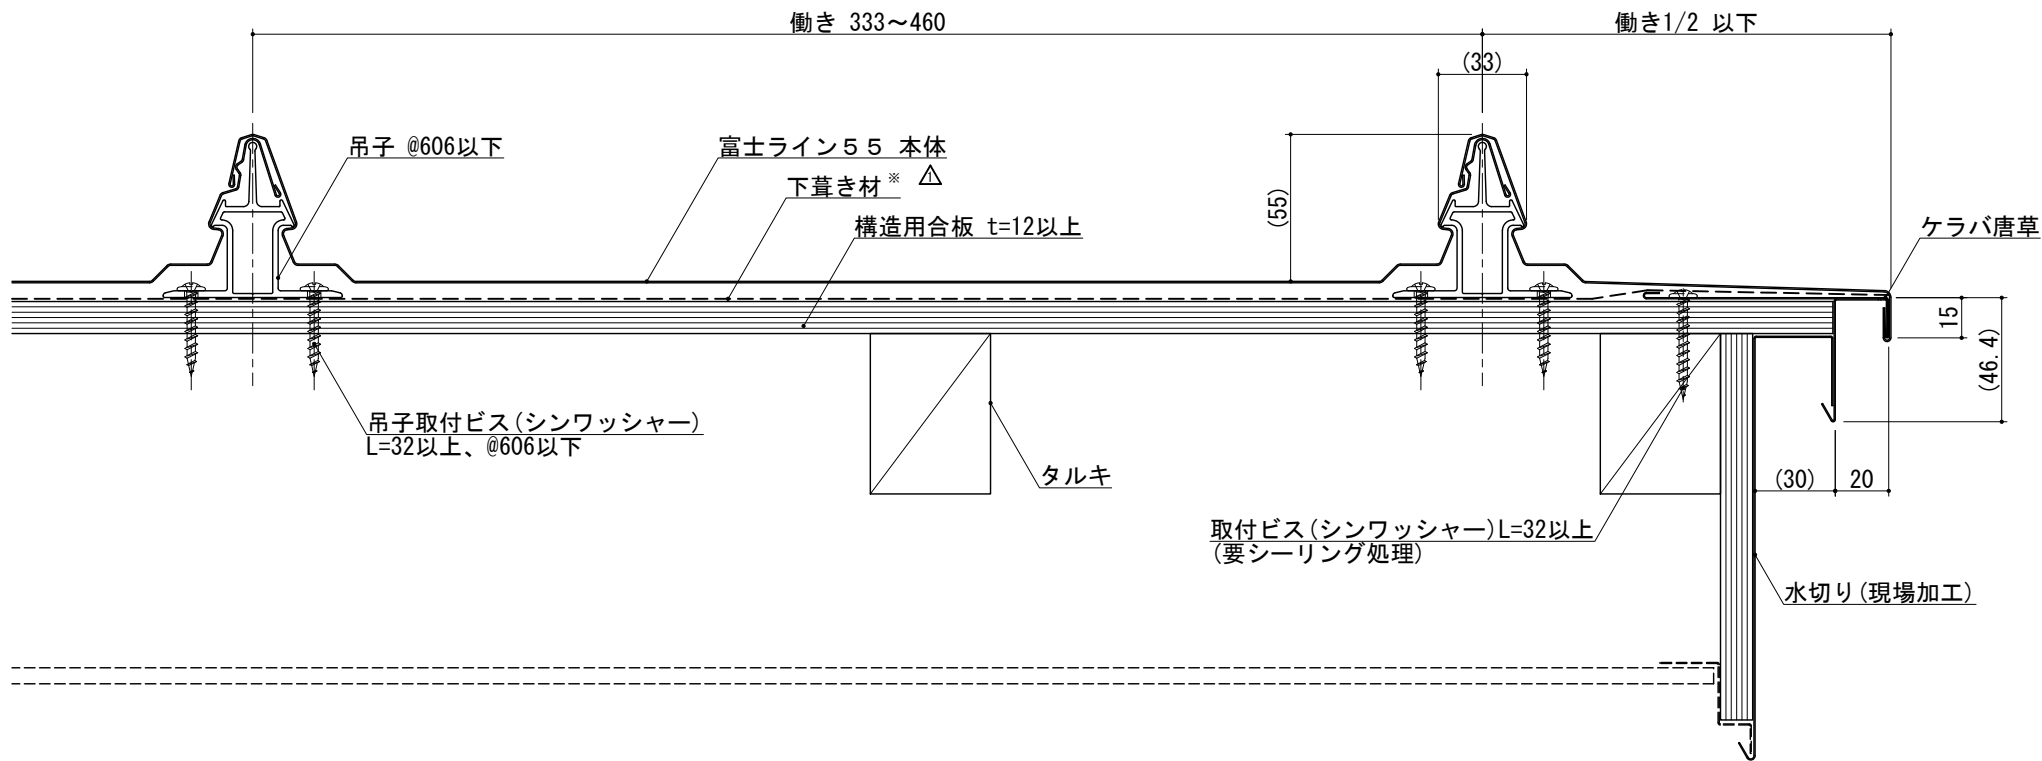 働き 333～460
働き1/2 以下
(33)
吊子 @606以下
富士ライン５５ 本体
下葺き材※ 1
構造用合板 t=12以上
(55)
ケラバ唐草
15
(46.4)
吊子取付ビス(シンワッシャー)
L=32以上、@606以下
タルキ
(30)
20
取付ビス(シンワッシャー)L=32以上
(要シーリング処理)
水切り(現場加工)